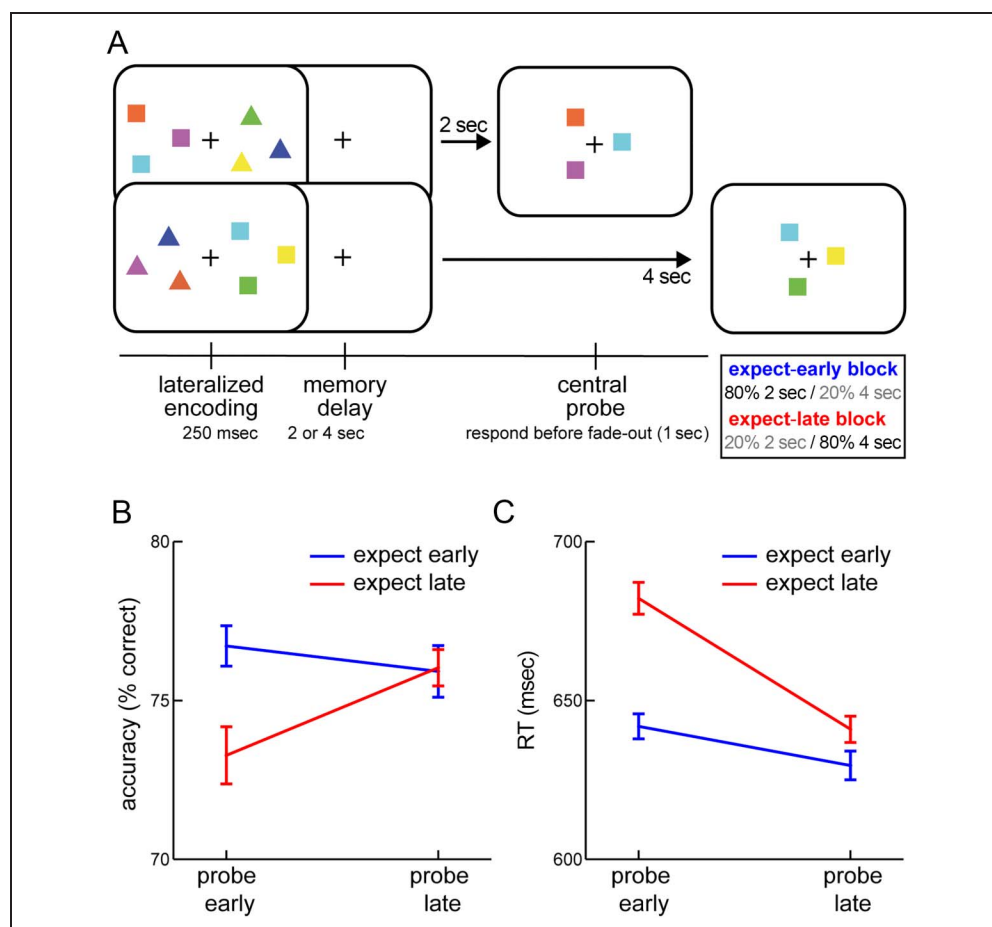 A
2 sec
4 sec
lateralized
encoding
250 msec
memory
delay
2 or 4 sec
central
probe
respond before fade-out (1 sec)
expect-early block
80% 2 sec / 20% 4 sec
expect-late block
20% 2 sec / 80% 4 sec
B
80
75
70
accuracy (% correct)
expect early
expect late
probe
early
probe
late
C
700
650
600
RT (msec)
expect early
expect late
probe
early
probe
late